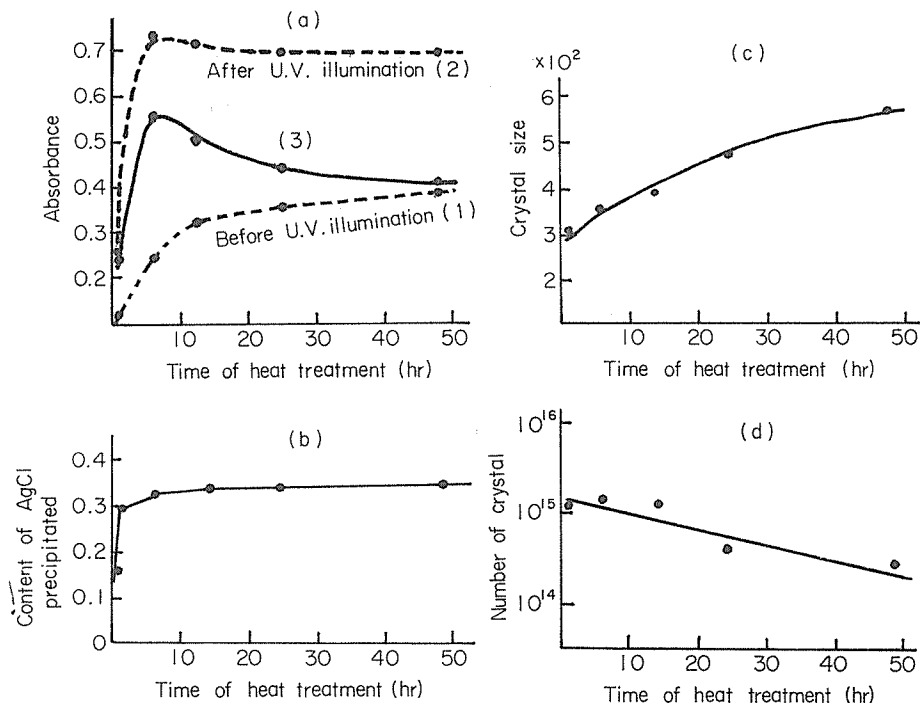 (a)
0.7
0.6
0.5
0.4
0.3
0.2
Absorbance
After U.V. illumination (2)
(3)
Before U.V. illumination (1)
10 20 30 40 50
Time of heat treatment (hr)
(c)
×10²
6
5
4
3
2
Crystal size
10 20 30 40 50
Time of heat treatment (hr)
(b)
0.4
0.3
0.2
0.1
0
Content of AgCl
precipitated
10 20 30 40 50
Time of heat treatment (hr)
(d)
10¹⁶
10¹⁵
10¹⁴
Number of crystal
10 20 30 40 50
Time of heat treatment (hr)